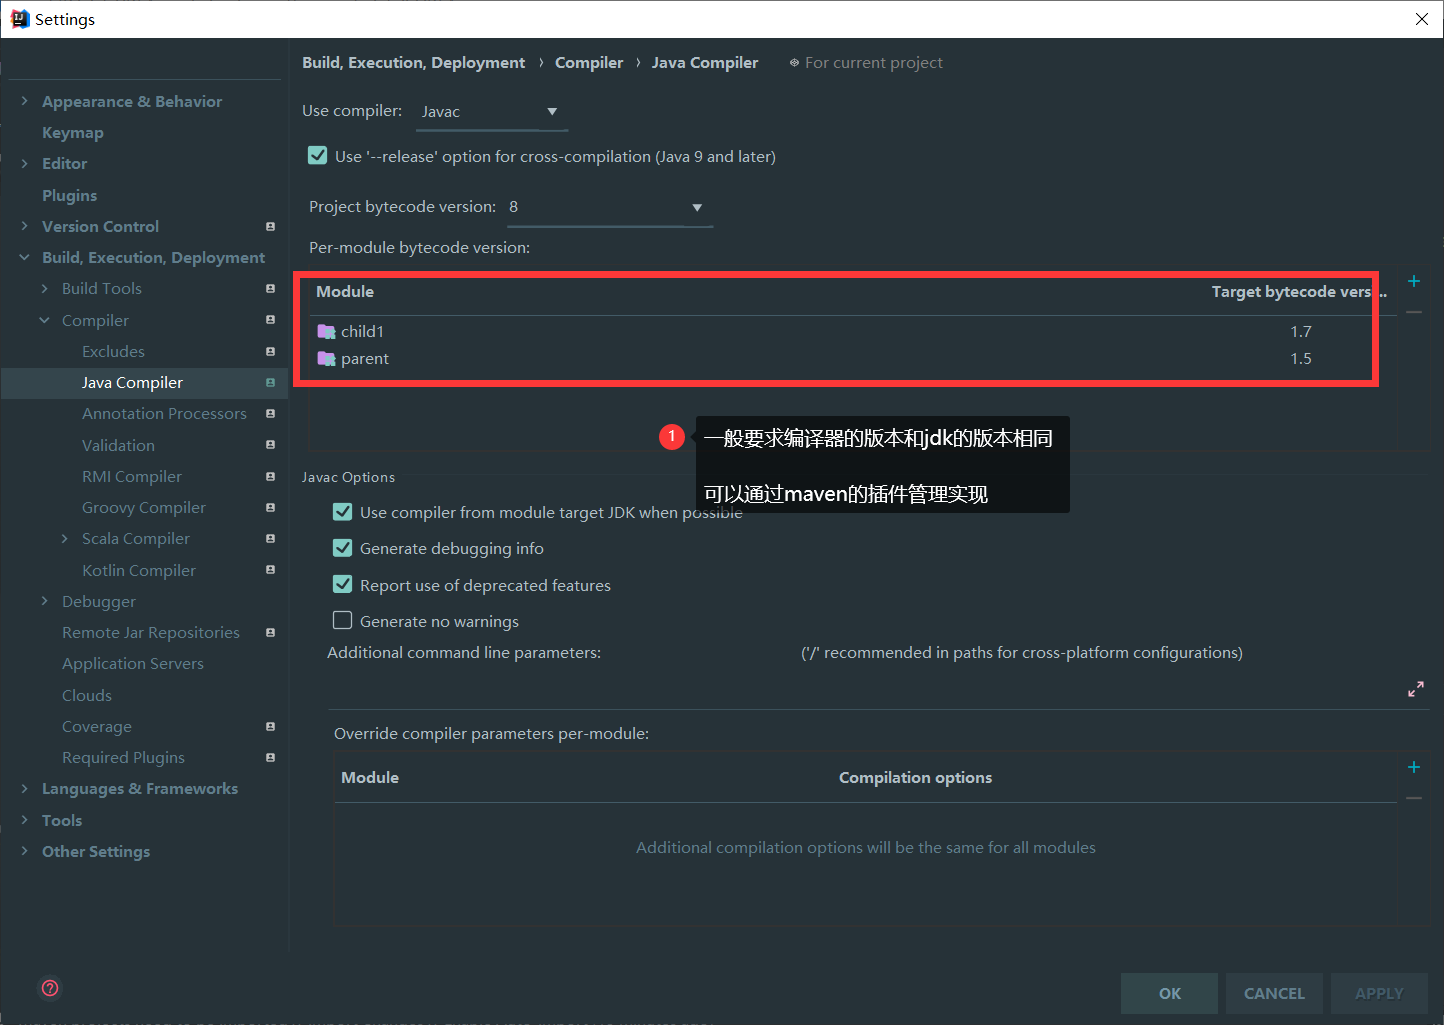 Settings
Build, Execution, Deployment › Compiler › Java Compiler For current project
Appearance & Behavior
Keymap
Editor
Plugins
Version Control
Build, Execution, Deployment
Build Tools
Compiler
Excludes
Java Compiler
Annotation Processors
Validation
RMI Compiler
Groovy Compiler
Scala Compiler
Kotlin Compiler
Debugger
Remote Jar Repositories
Application Servers
Clouds
Coverage
Required Plugins
Languages & Frameworks
Tools
Other Settings
Use compiler: Javac
Use '--release' option for cross-compilation (Java 9 and later)
Project bytecode version: 8
Per-module bytecode version:
Module Target bytecode vers...
child1 1.7
parent 1.5
1
一般要求编译器的版本和jdk的版本相同
可以通过maven的插件管理实现
Javac Options
Use compiler from module target JDK when possible
Generate debugging info
Report use of deprecated features
Generate no warnings
Additional command line parameters: ('/' recommended in paths for cross-platform configurations)
Override compiler parameters per-module:
Module Compilation options
Additional compilation options will be the same for all modules
OK CANCEL APPLY